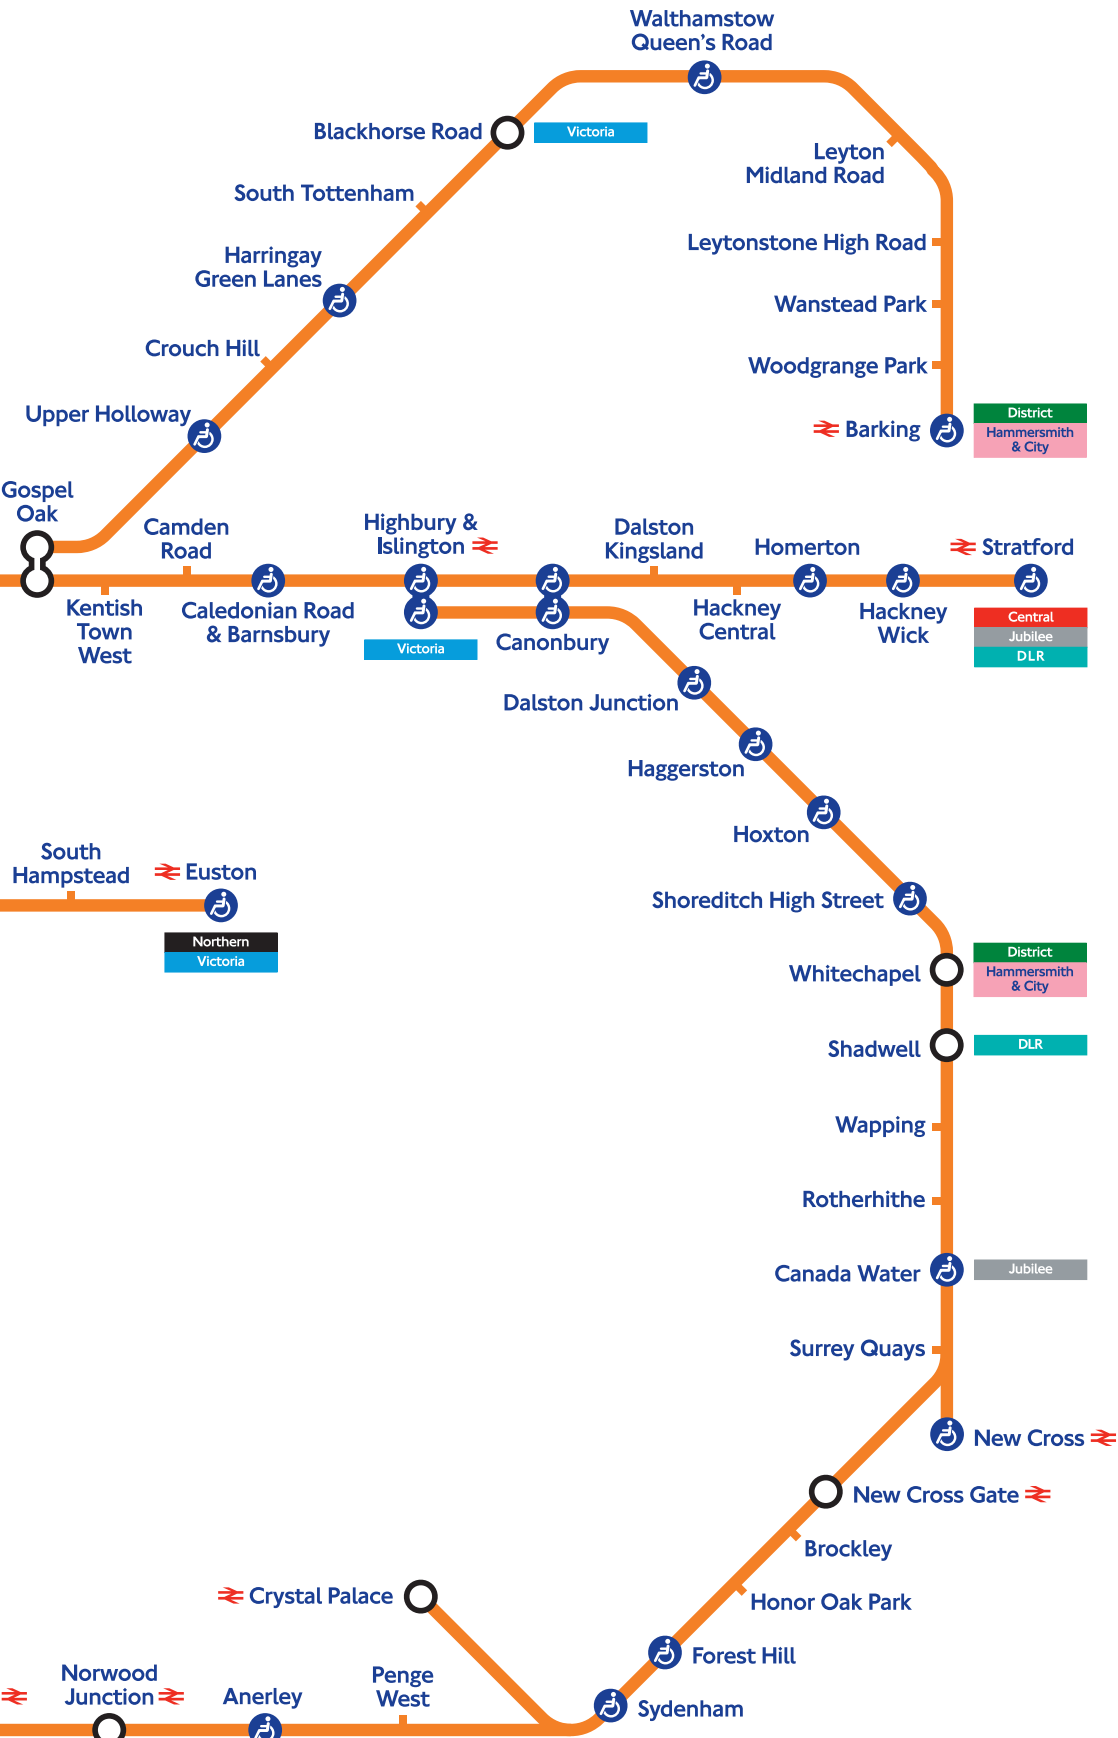 Walthamstow
Queen's Road
Blackhorse Road
Victoria
Leyton
Midland Road
South Tottenham
Leytonstone High Road
Harringay
Green Lanes
Wanstead Park
Crouch Hill
Woodgrange Park
Upper Holloway
Barking
District
Hammersmith
& City
Gospel
Oak
Camden
Road
Highbury &
Islington
Dalston
Kingsland
Homerton
Stratford
Kentish
Town
West
Caledonian Road
& Barnsbury
Victoria
Canonbury
Hackney
Central
Hackney
Wick
Central
Jubilee
DLR
Dalston Junction
Haggerston
Hoxton
South
Hampstead
Euston
Northern
Victoria
Shoreditch High Street
Whitechapel
District
Hammersmith
& City
Shadwell
DLR
Wapping
Rotherhithe
Canada Water
Jubilee
Surrey Quays
New Cross
New Cross Gate
Brockley
Honor Oak Park
Crystal Palace
Forest Hill
Norwood
Junction
Anerley
Penge
West
Sydenham